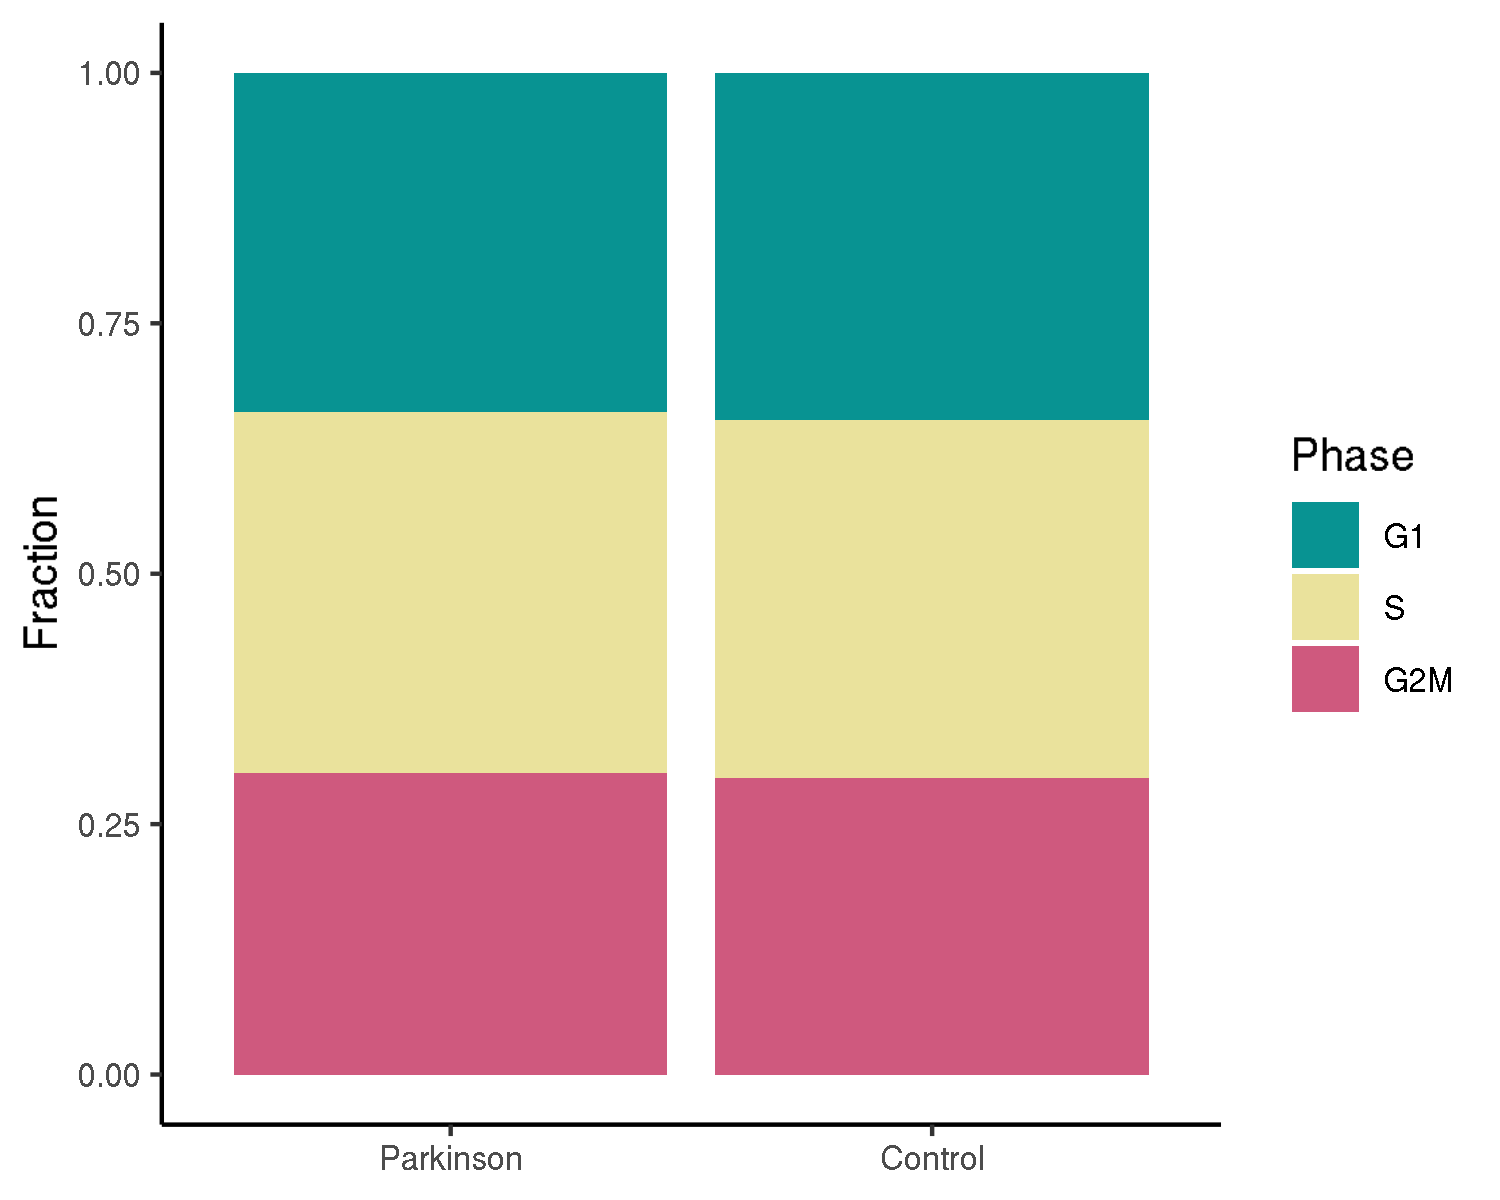 Fraction
1.00
0.75
0.50
0.25
0.00
Parkinson
Control
Phase
G1
S
G2M